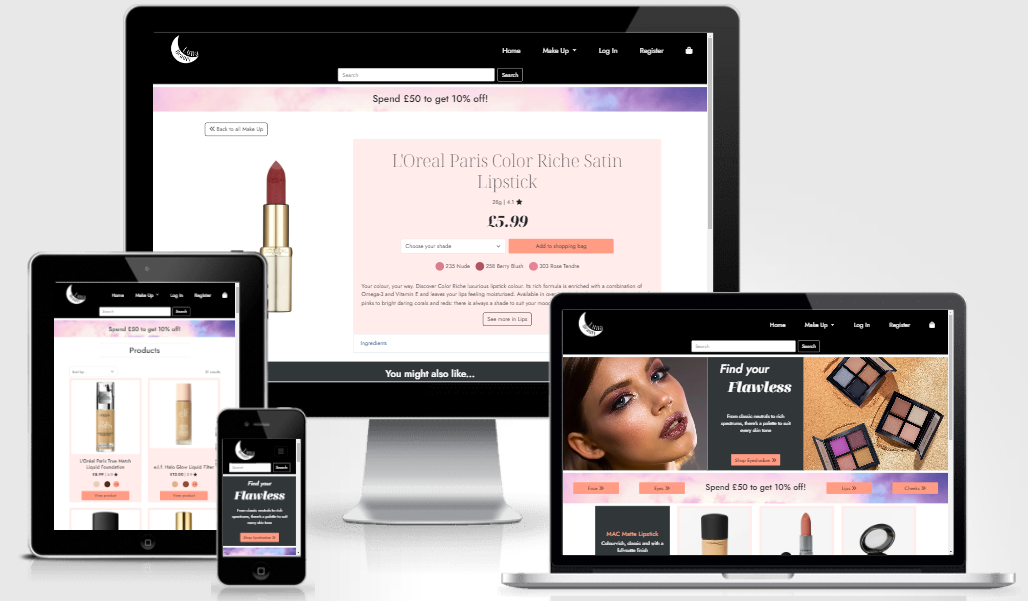 Luna
Home Make Up Log In Register
Search Search
Spend £50 to get 10% off!
Back to all Make Up
L'Oreal Paris Color Riche Satin
Lipstick
28g | 4.1
£5.99
Choose your shade Add to shopping bag
235 Nude 258 Berry Blush 303 Rose Tendre
Your colour, your way. Discover Color Riche luxurious lipstick colour. Its rich formula is enriched with a combination of
Omega-3 and Vitamin E and leaves your lips feeling moisturised. Available in
pinks to bright daring corals and reds: there is always a shade to suit your
See more in Lips
Ingredients
You might also like...
Home Make Up Log In Register
Search Search
Spend £50 to get 10% off!
Products
Sort by
L'Oréal Paris True Match
Liquid Foundation
View product
e.l.f. Halo Glow Liquid Filter
View product
Search Search
Find your
Flawless
From classic neutrals to rich
spectrums, there's a palette to suit
every skin tone
Shop Eyeshadow
Luna
Home Make Up Log In Register
Search Search
Find your
Flawless
From classic neutrals to rich
spectrums, there's a palette to suit
every skin tone
Shop Eyeshadow
Face Eyes Spend £50 to get 10% off! Lips Cheeks
MAC Matte Lipstick
Colour-rich, classic and with a
full-matte finish